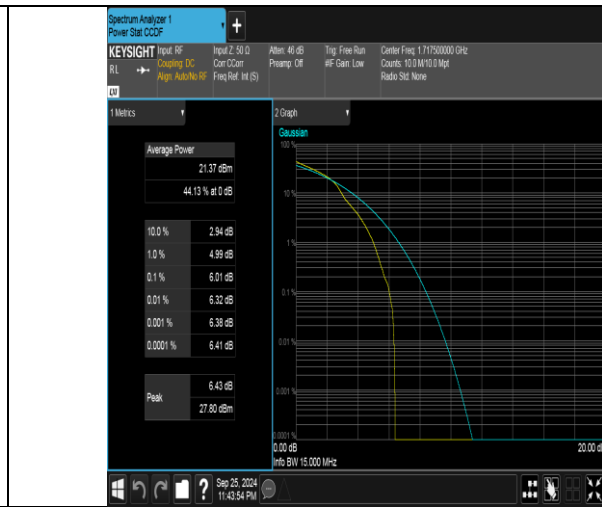 Spectrum Analyzer 1
Power Stat CCDF
+
KEYSIGHT
RL
Input: RF
Coupling: DC
Align: Auto/No RF
Input Z: 50 Ω
Corr CCorr
Freq Ref: Int (S)
Atten: 46 dB
Preamp: Off
Trig: Free Run
#IF Gain: Low
Center Freq: 1.717500000 GHz
Counts: 10.0 M/10.0 Mpt
Radio Std: None
1 Metrics
Average Power
21.37 dBm
44.13 % at 0 dB
10.0 % 2.94 dB
1.0 % 4.99 dB
0.1 % 6.01 dB
0.01 % 6.32 dB
0.001 % 6.38 dB
0.0001 % 6.41 dB
Peak
6.43 dB
27.80 dBm
2 Graph
Gaussian
100 %
10 %
1 %
0.1 %
0.01 %
0.001 %
0.0001 %
0.00 dB
20.00 d
Info BW 15.000 MHz
?
Sep 25, 2024
11:43:54 PM